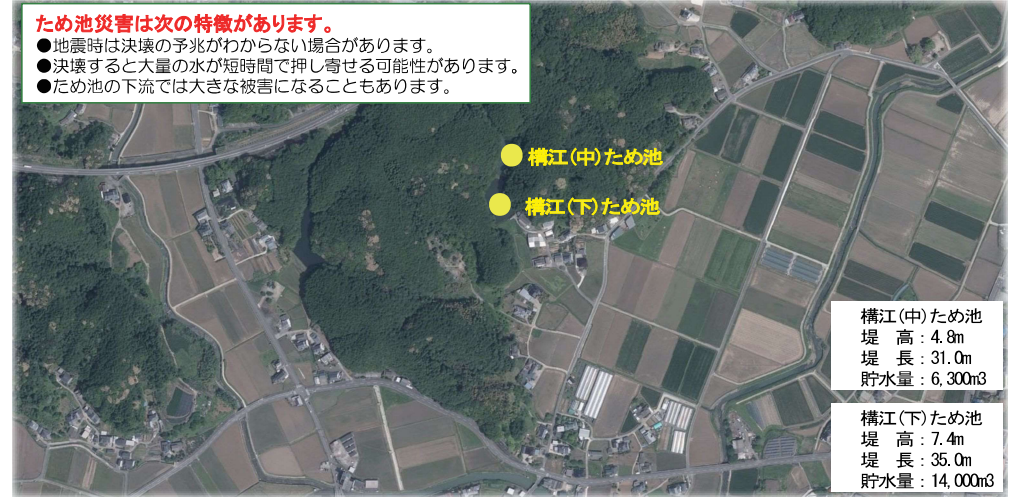 ため池災害は次の特徴があります。
●地震時は決壊の予兆がわからない場合があります。
●決壊すると大量の水が短時間で押し寄せる可能性があります。
●ため池の下流では大きな被害になることもあります。
構江(中)ため池
構江(下)ため池
構江(中)ため池
堤　高：4.8m
堤　長：31.0m
貯水量：6,300m3
構江(下)ため池
堤　高：7.4m
堤　長：35.0m
貯水量：14,000m3